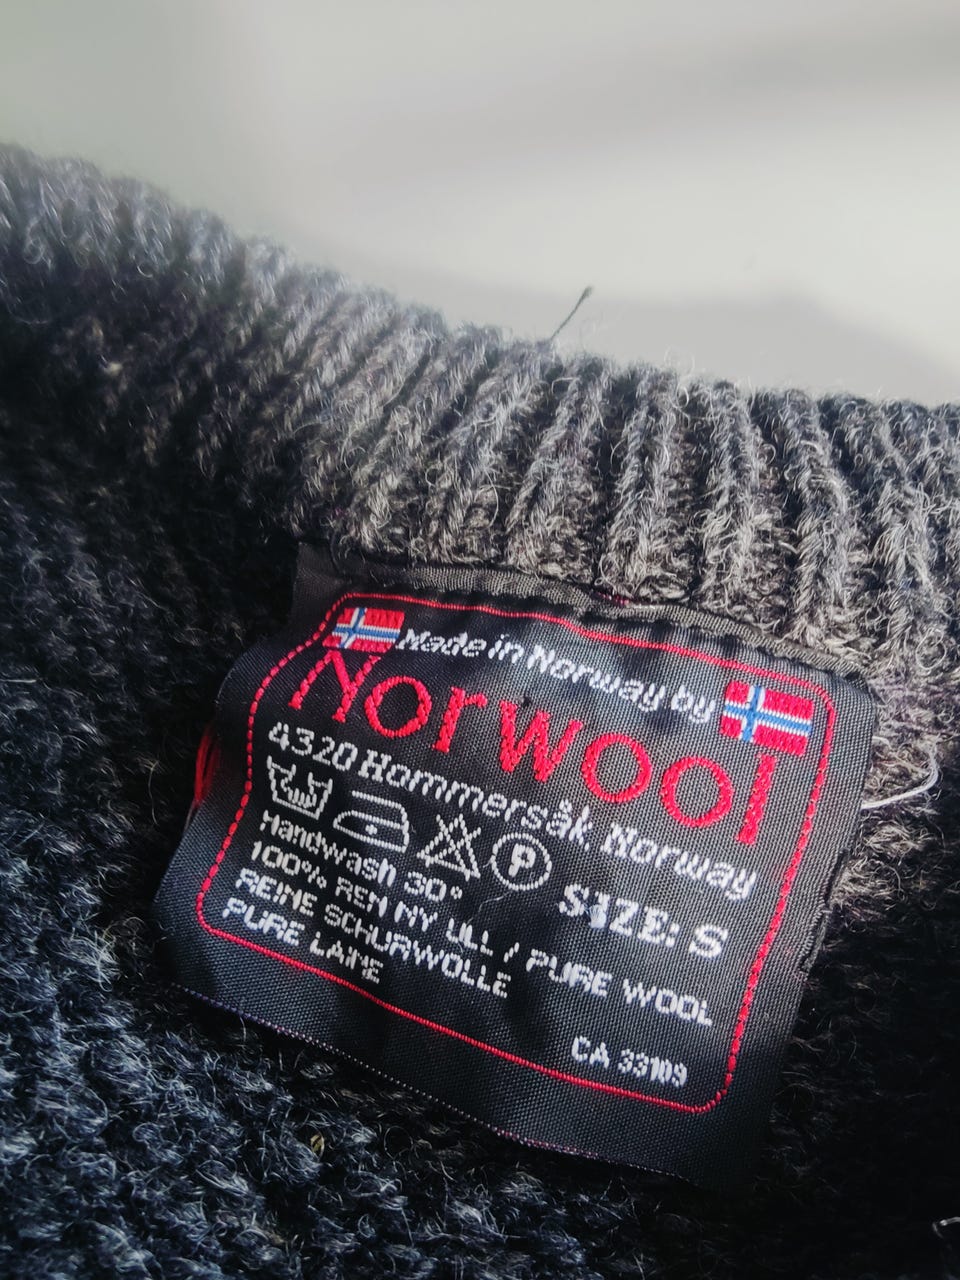 Made in Norway by
Norwool
4320 Hommersåk, Norway
P
Handwash 30°
SIZE: S
100% REN NY ULL / PURE WOOL
REINE SCHURWOLLE
PURE LAINE
CA 33109